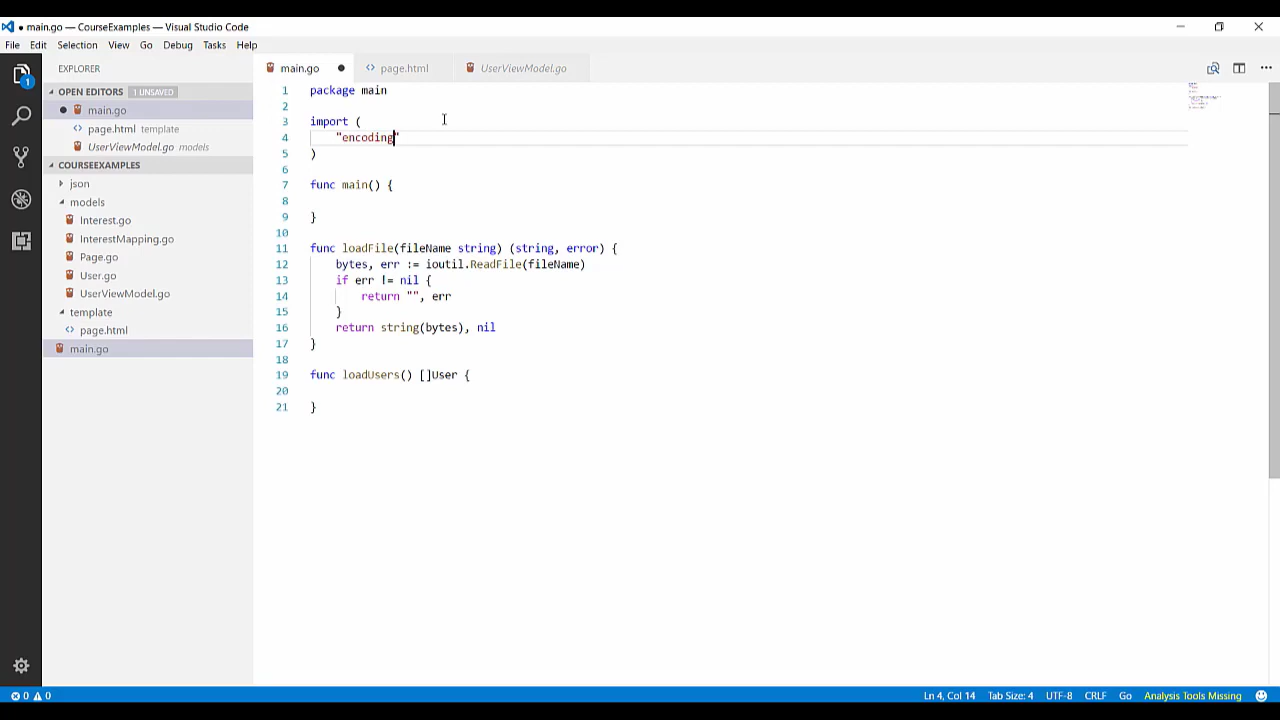 ● main.go — CourseExamples — Visual Studio Code
File Edit Selection View Go Debug Tasks Help
EXPLORER
OPEN EDITORS 1 UNSAVED
main.go
page.html template
UserViewModel.go models
COURSEEXAMPLES
json
models
Interest.go
InterestMapping.go
Page.go
User.go
UserViewModel.go
template
page.html
main.go
1
main.go page.html UserViewModel.go
1 package main
2
3 import (
4 "encoding"
5 )
6
7 func main() {
8
9 }
10
11 func loadFile(fileName string) (string, error) {
12 bytes, err := ioutil.ReadFile(fileName)
13 if err != nil {
14 return "", err
15 }
16 return string(bytes), nil
17 }
18
19 func loadUsers() []User {
20
21 }
0 0 Ln 4, Col 14 Tab Size: 4 UTF-8 CRLF Go Analysis Tools Missing